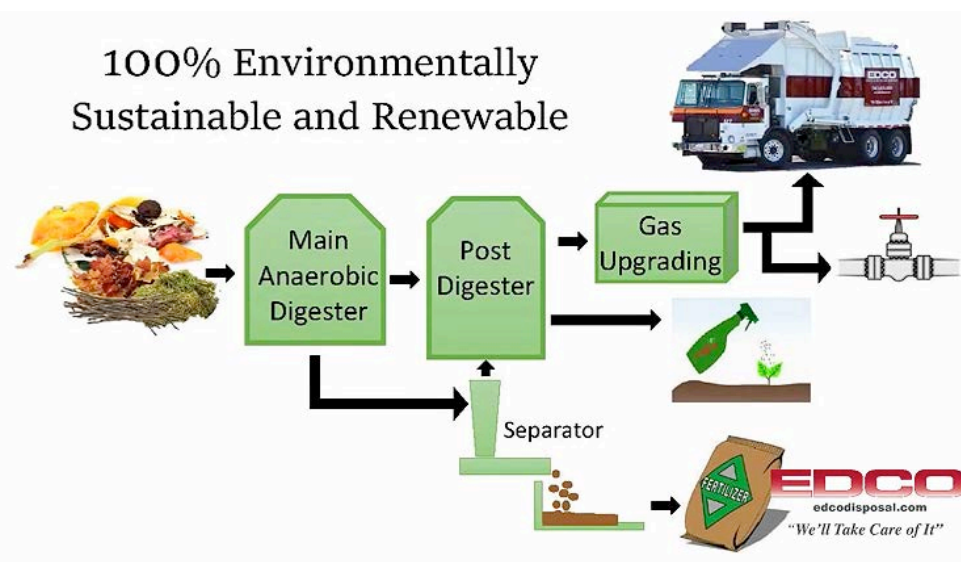 100% Environmentally
Sustainable and Renewable
EDCO
Main
Anaerobic
Digester
Post
Digester
Gas
Upgrading
Separator
FERTILIZER
EDCO
edcodisposal.com
"We'll Take Care of It"